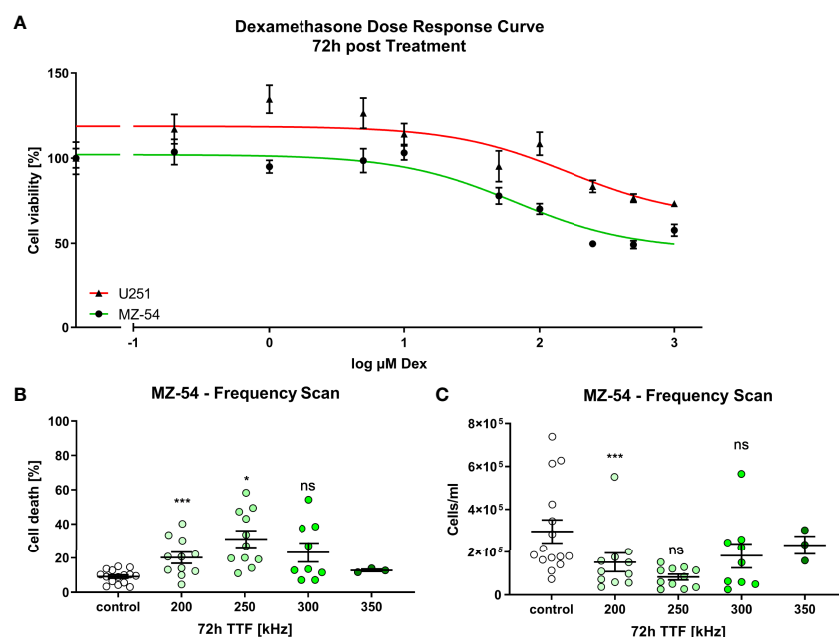 A
Dexamethasone Dose Response Curve
72h post Treatment
150
100
50
0
Cell viability [%]
U251
MZ-54
-1 0 1 2 3
log µM Dex
B
MZ-54 - Frequency Scan
100
80
60
40
20
0
Cell death [%]
*** * ns
control 200 250 300 350
72h TTF [kHz]
C
MZ-54 - Frequency Scan
8×10⁵
6×10⁵
4×10⁵
2×10⁵
0
Cells/ml
*** ns ns
control 200 250 300 350
72h TTF [kHz]